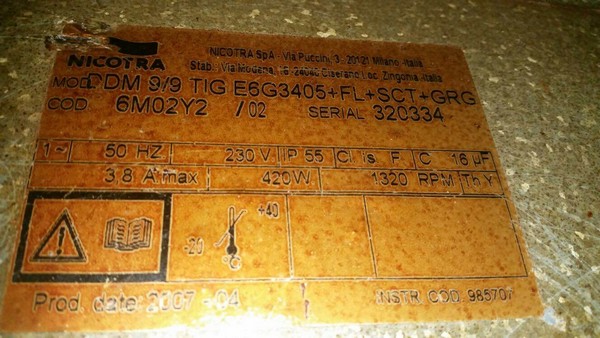 NICOTRA
NICOTRA SpA - Via Puccini, 3 - 20121 Milano - Italia
Stab.: Via Modena, 18 - 24040 Ciserano Loc. Zingonia - Italia
MOD. DDM 9/9 TIG E6G3405+FL+SCT+GRG
COD. 6M02Y2 /02 SERIAL 320334
1~ 50 HZ 230 V IP 55 Cl. is. F. C 16 µF
3,8 A.max 420W 1320 RPM Th Y
+40
-20
°C
Prod. date 2007 - 04 INSTR. COD. 985707